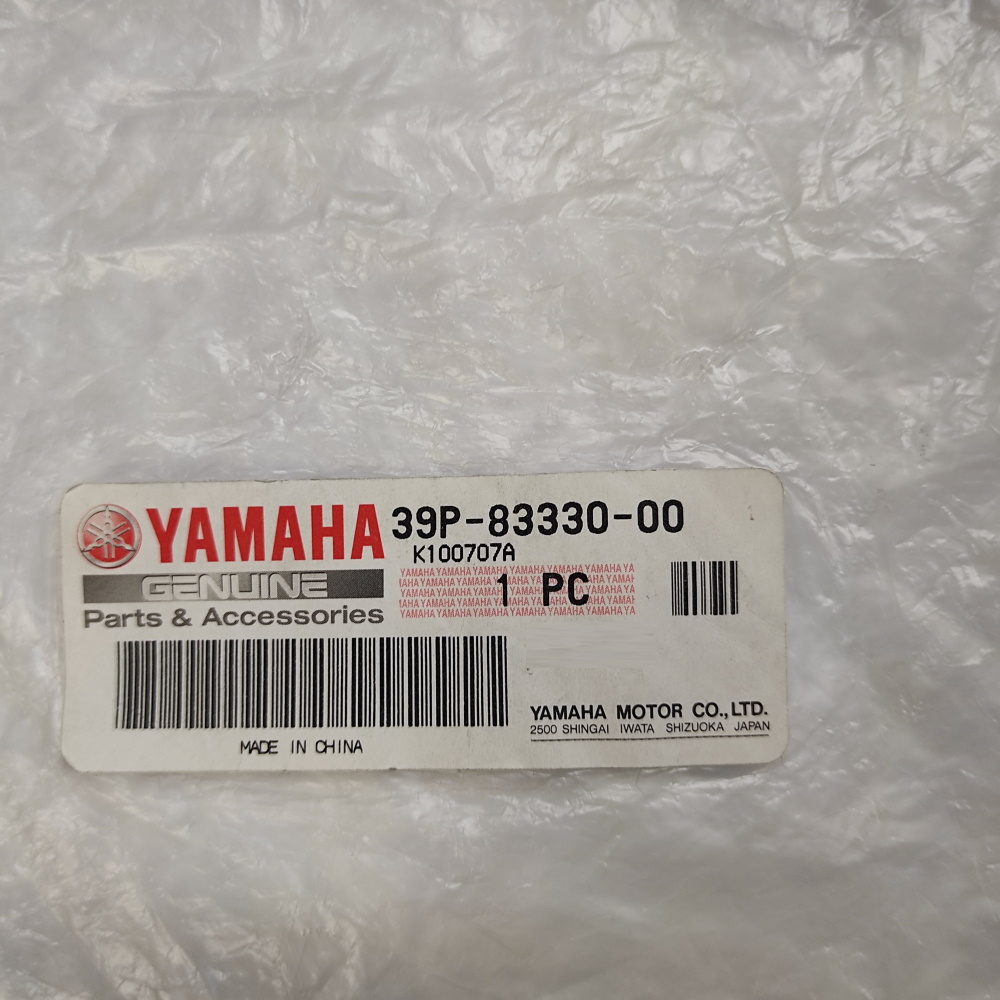 YAMAHA 39P-83330-00
K100707A
GENUINE
1 PC
Parts & Accessories
YAMAHA MOTOR CO.,LTD.
2500 SHINGAI IWATA SHIZUOKA JAPAN
MADE IN CHINA